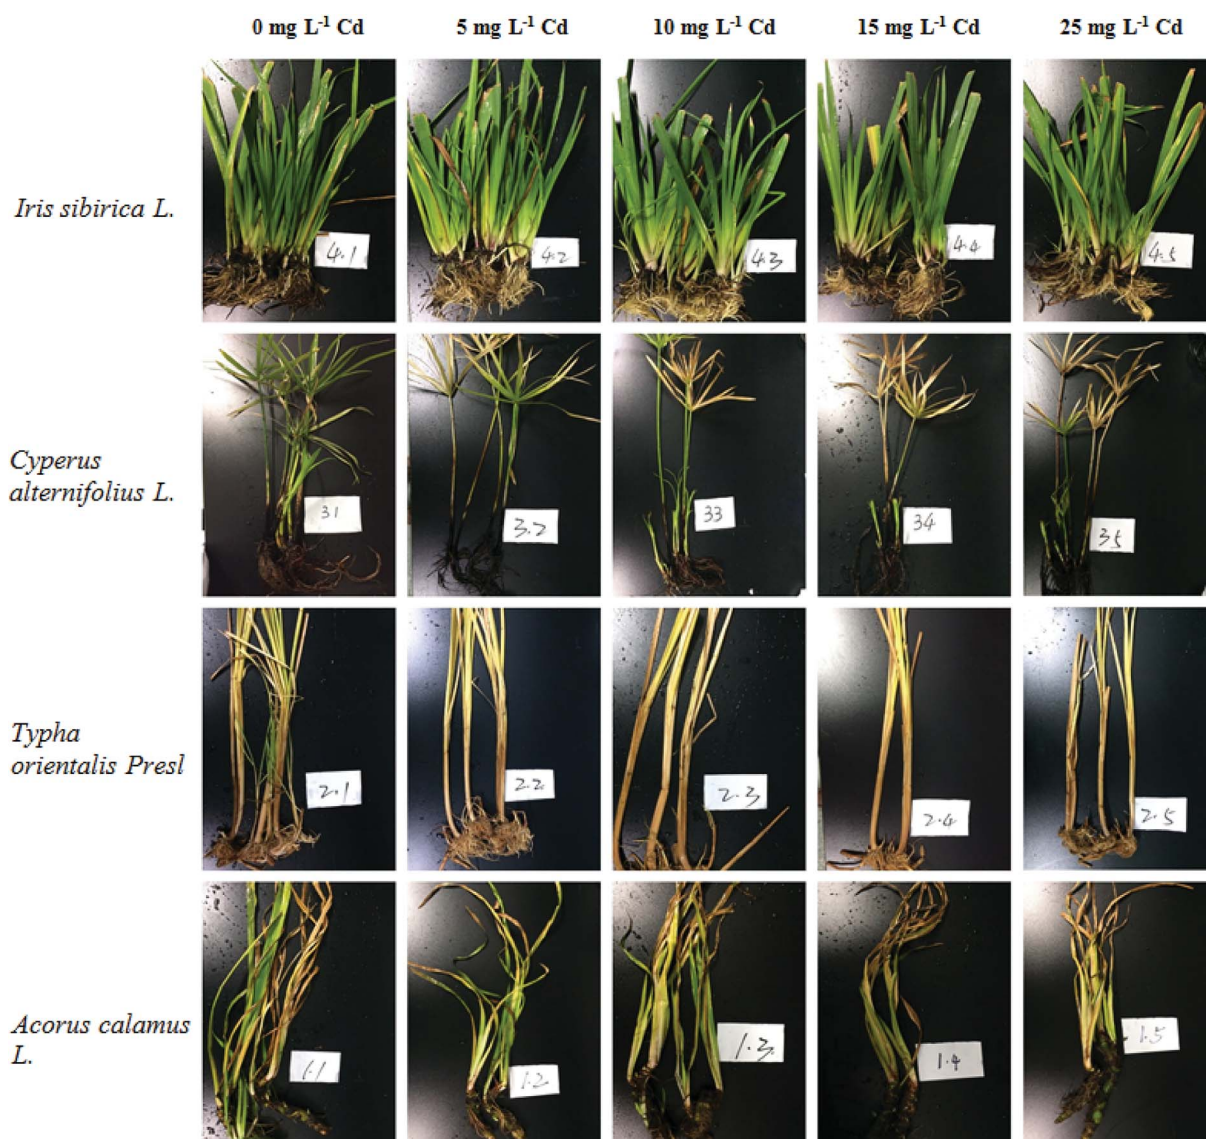 0 mg L⁻¹ Cd
5 mg L⁻¹ Cd
10 mg L⁻¹ Cd
15 mg L⁻¹ Cd
25 mg L⁻¹ Cd
Iris sibirica L.
4.1
4.2
4.3
4.4
4.5
Cyperus
alternifolius L.
31
3.2
33
34
35
Typha
orientalis Presl
2.1
2.2
2.3
2.4
2.5
Acorus calamus
L.
1.1
1.2
1.3
1.4
1.5